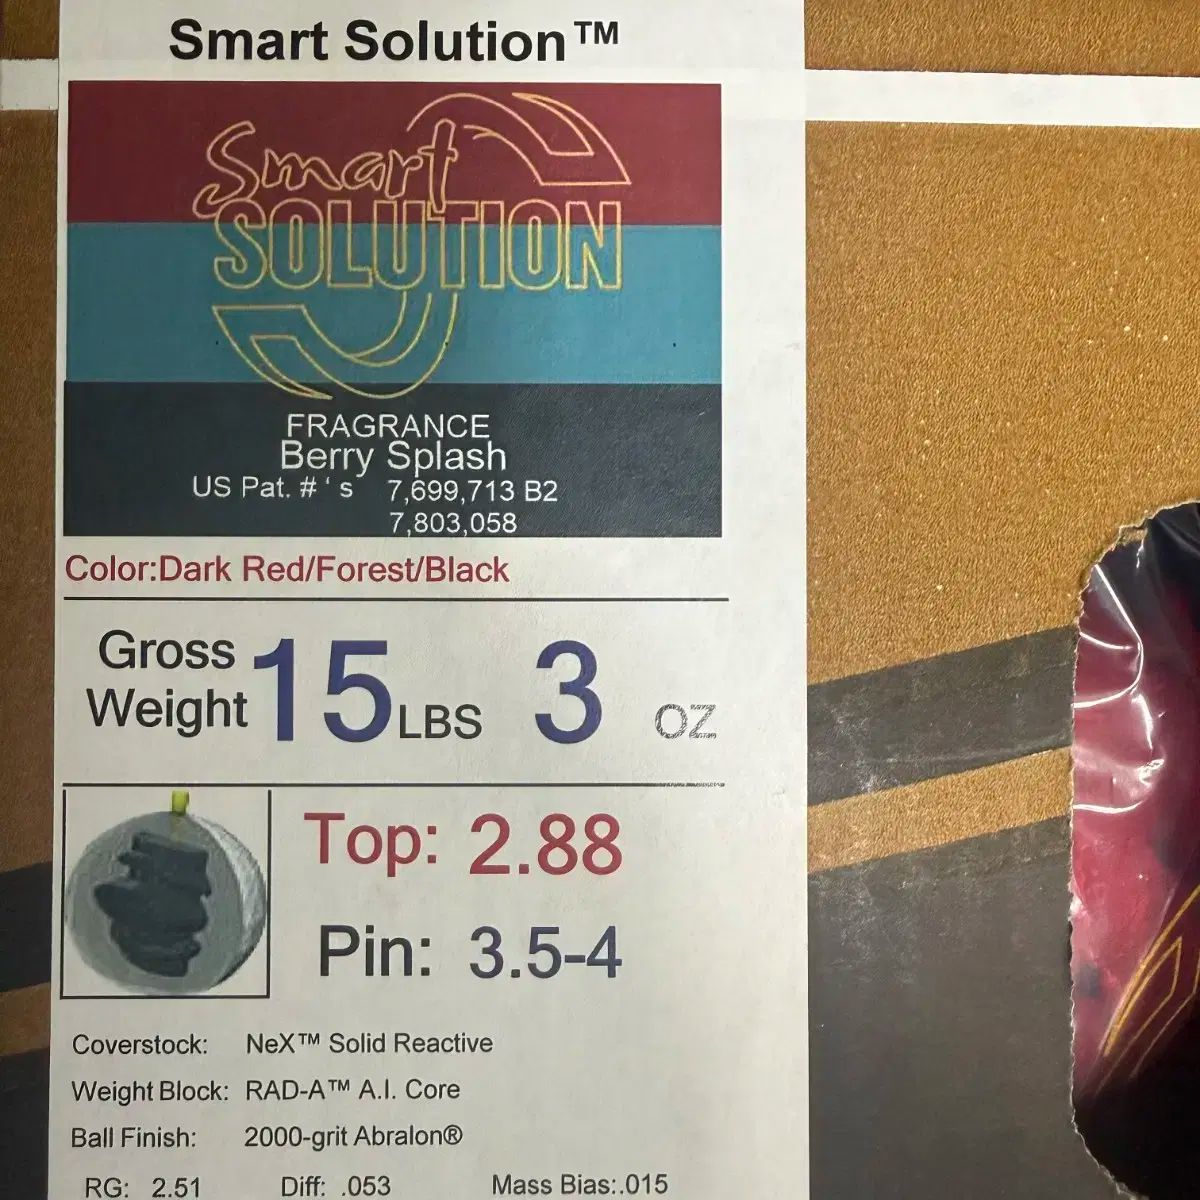 Smart Solution™
Smart
SOLUTION
FRAGRANCE
Berry Splash
US Pat. # ' s 7,699,713 B2
7,803,058
Color:Dark Red/Forest/Black
Gross
Weight 15 LBS 3 OZ
Top: 2.88
Pin: 3.5-4
Coverstock: NeX™ Solid Reactive
Weight Block: RAD-A™ A.I. Core
Ball Finish: 2000-grit Abralon®
RG: 2.51 Diff: .053 Mass Bias:.015